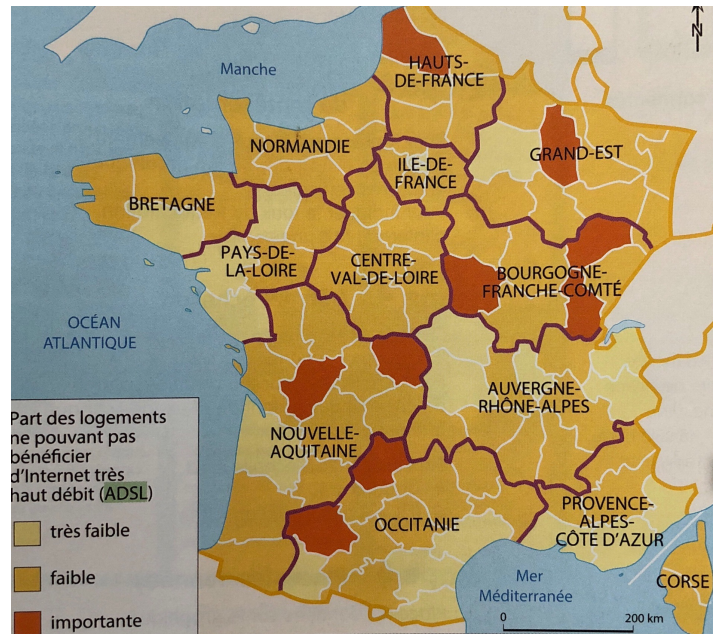 N
Manche
HAUTS-
DE-FRANCE
NORMANDIE
ILE-DE-
FRANCE
GRAND-EST
BRETAGNE
PAYS-DE-
LA-LOIRE
CENTRE-
VAL-DE-LOIRE
BOURGOGNE-
FRANCHE-COMTÉ
OCÉAN
ATLANTIQUE
AUVERGNE-
RHÔNE-ALPES
NOUVELLE-
AQUITAINE
OCCITANIE
PROVENCE-
ALPES-
CÔTE D'AZUR
CORSE
Mer
Méditerranée
0 200 km
Part des logements
ne pouvant pas
bénéficier
d'Internet très
haut débit (ADSL)
très faible
faible
importante